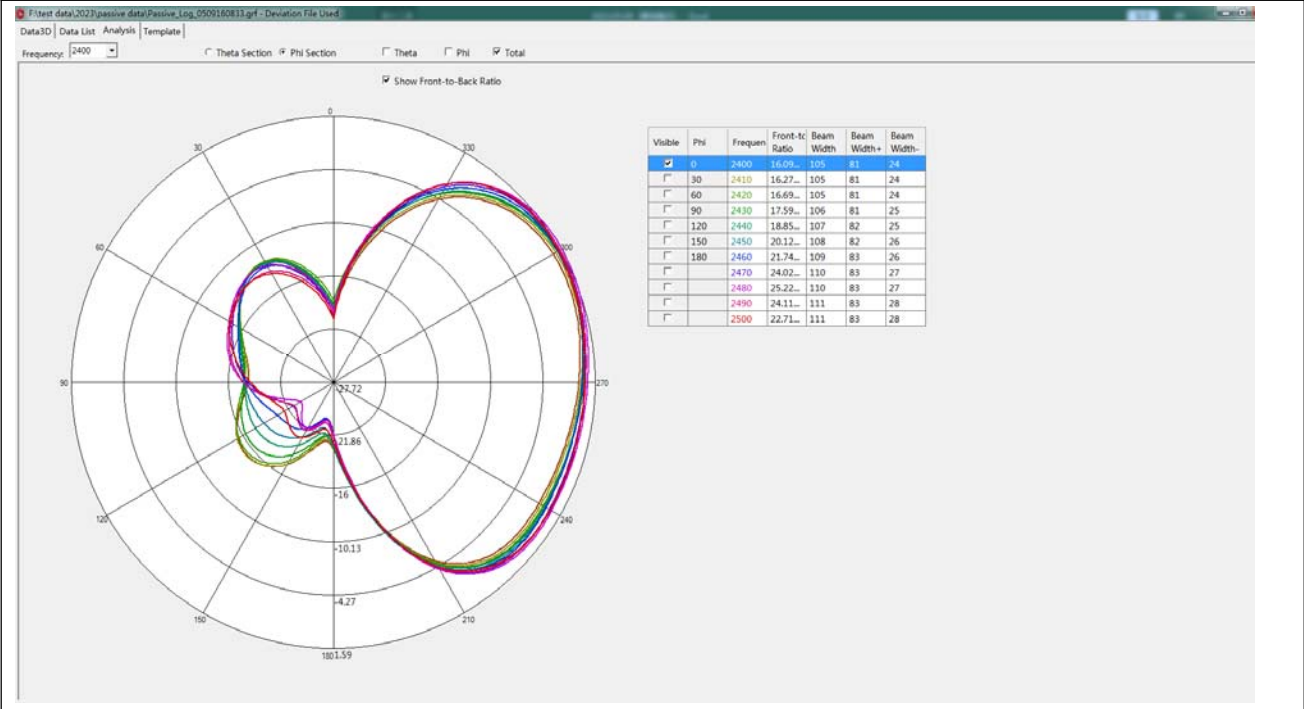 F:\test data\2023\passive data\Passive_Log_0509160833.grf - Deviation File Used
Data3D Data List Analysis Template
Frequency: 2400 Theta Section Phi Section Theta Phi Total
Show Front-to-Back Ratio
0
30 330
60 300
90 270
120 240
150 210
180
-27.72
-21.86
-16
-10.13
-4.27
1.59
Visible Phi Frequen Front-tc Ratio Beam Width Beam Width+ Beam Width-
0 2400 16.09... 105 81 24
30 2410 16.27... 105 81 24
60 2420 16.69... 105 81 24
90 2430 17.59... 106 81 25
120 2440 18.85... 107 82 25
150 2450 20.12... 108 82 26
180 2460 21.74... 109 83 26
2470 24.02... 110 83 27
2480 25.22... 110 83 27
2490 24.11... 111 83 28
2500 22.71... 111 83 28